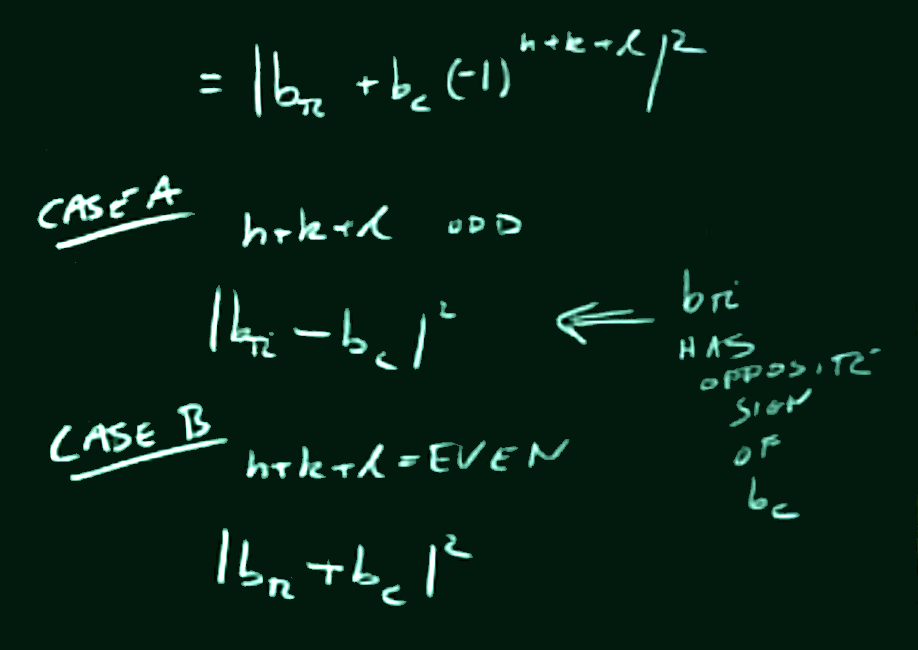 = |b_Ti + b_c (-1)^{h+k+l}|^2
CASE A
h+k+l ODD
|b_Ti - b_c|^2
⇐ b_Ti
HAS
OPPOSITE
SIGN
OF
b_c
CASE B
h+k+l = EVEN
|b_Ti + b_c|^2